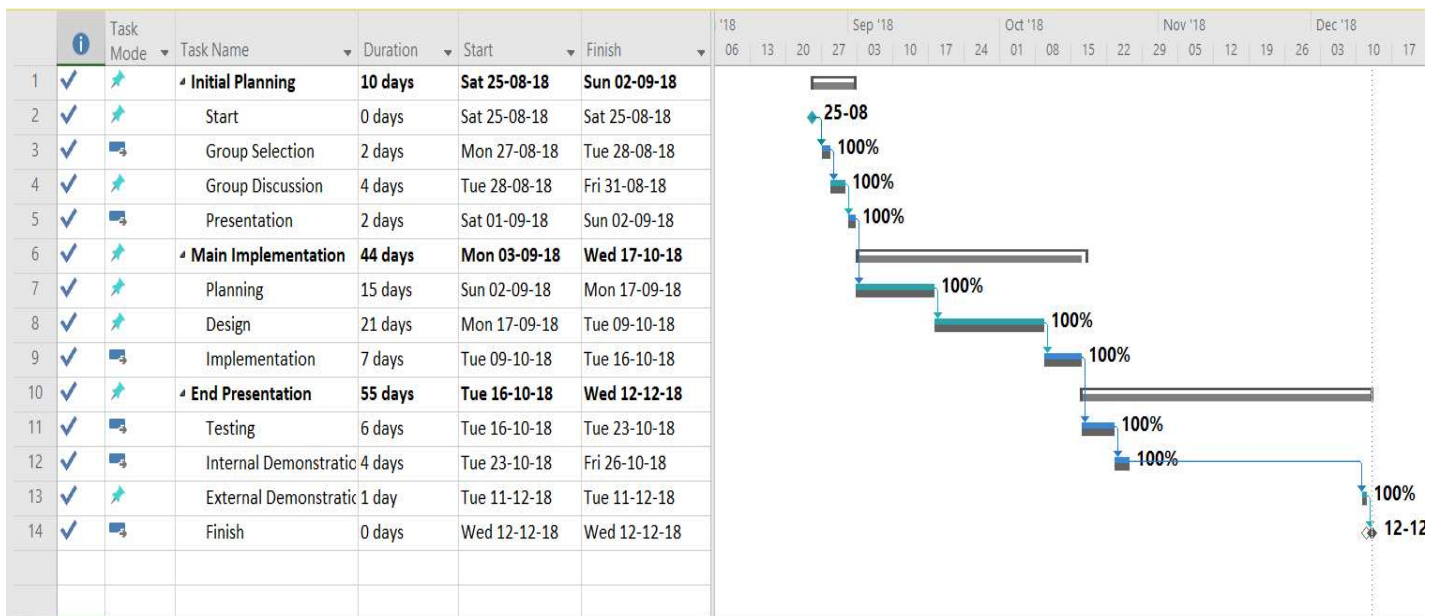 Task Mode Task Name Duration Start Finish
'18 Sep '18 Oct '18 Nov '18 Dec '18
06 13 20 27 03 10 17 24 01 08 15 22 29 05 12 19 26 03 10 17
1 Initial Planning 10 days Sat 25-08-18 Sun 02-09-18
2 Start 0 days Sat 25-08-18 Sat 25-08-18 25-08
3 Group Selection 2 days Mon 27-08-18 Tue 28-08-18 100%
4 Group Discussion 4 days Tue 28-08-18 Fri 31-08-18 100%
5 Presentation 2 days Sat 01-09-18 Sun 02-09-18 100%
6 Main Implementation 44 days Mon 03-09-18 Wed 17-10-18
7 Planning 15 days Sun 02-09-18 Mon 17-09-18 100%
8 Design 21 days Mon 17-09-18 Tue 09-10-18 100%
9 Implementation 7 days Tue 09-10-18 Tue 16-10-18 100%
10 End Presentation 55 days Tue 16-10-18 Wed 12-12-18
11 Testing 6 days Tue 16-10-18 Tue 23-10-18 100%
12 Internal Demonstratio 4 days Tue 23-10-18 Fri 26-10-18 100%
13 External Demonstratio 1 day Tue 11-12-18 Tue 11-12-18 100%
14 Finish 0 days Wed 12-12-18 Wed 12-12-18 12-12